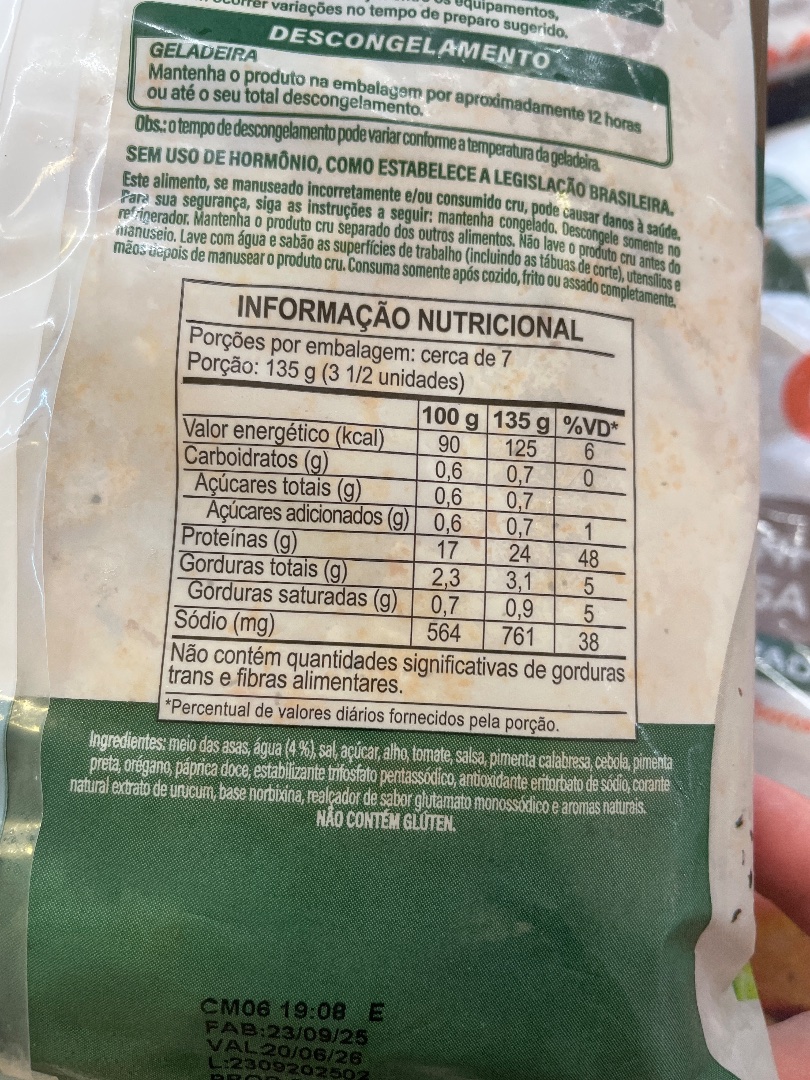 equipamentos,
variações no tempo de preparo sugerido.
DESCONGELAMENTO
GELADEIRA
Mantenha o produto na embalagem por aproximadamente 12 horas
ou até o seu total descongelamento.
Obs.: o tempo de descongelamento pode variar conforme a temperatura da geladeira.
SEM USO DE HORMÔNIO, COMO ESTABELECE A LEGISLAÇÃO BRASILEIRA.
Este alimento, se manuseado incorretamente e/ou consumido cru, pode causar danos à saúde.
Para sua segurança, siga as instruções a seguir: mantenha congelado. Descongele somente no
refrigerador. Mantenha o produto cru separado dos outros alimentos. Não lave o produto cru antes do
manuseio. Lave com água e sabão as superfícies de trabalho (incluindo as tábuas de corte), utensílios e
mãos depois de manusear o produto cru. Consuma somente após cozido, frito ou assado completamente.
INFORMAÇÃO NUTRICIONAL
Porções por embalagem: cerca de 7
Porção: 135 g (3 1/2 unidades)
100 g 135 g %VD*
Valor energético (kcal) 90 125 6
Carboidratos (g) 0,6 0,7 0
Açúcares totais (g) 0,6 0,7
Açúcares adicionados (g) 0,6 0,7 1
Proteínas (g) 17 24 48
Gorduras totais (g) 2,3 3,1 5
Gorduras saturadas (g) 0,7 0,9 5
Sódio (mg) 564 761 38
Não contém quantidades significativas de gorduras
trans e fibras alimentares.
*Percentual de valores diários fornecidos pela porção.
Ingredientes: meio das asas, água (4 %), sal, açúcar, alho, tomate, salsa, pimenta calabresa, cebola, pimenta
preta, orégano, páprica doce, estabilizante trifosfato pentassódico, antioxidante eritorbato de sódio, corante
natural extrato de urucum, base norbixina, realçador de sabor glutamato monossódico e aromas naturais.
NÃO CONTÉM GLÚTEN.
CM06 19:08 E
FAB:23/09/25
VAL20/06/26
L:2309202502